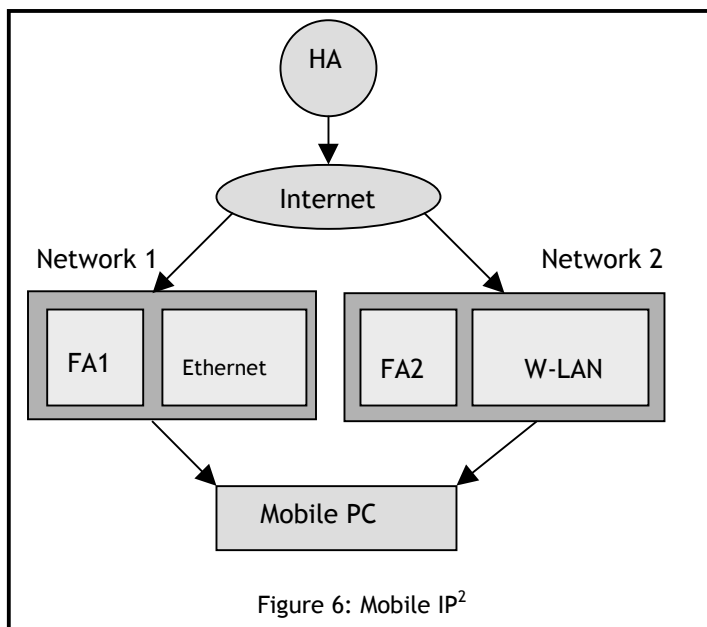 HA
Internet
Network 1
Network 2
FA1
Ethernet
FA2
W-LAN
Mobile PC
Figure 6: Mobile IP²